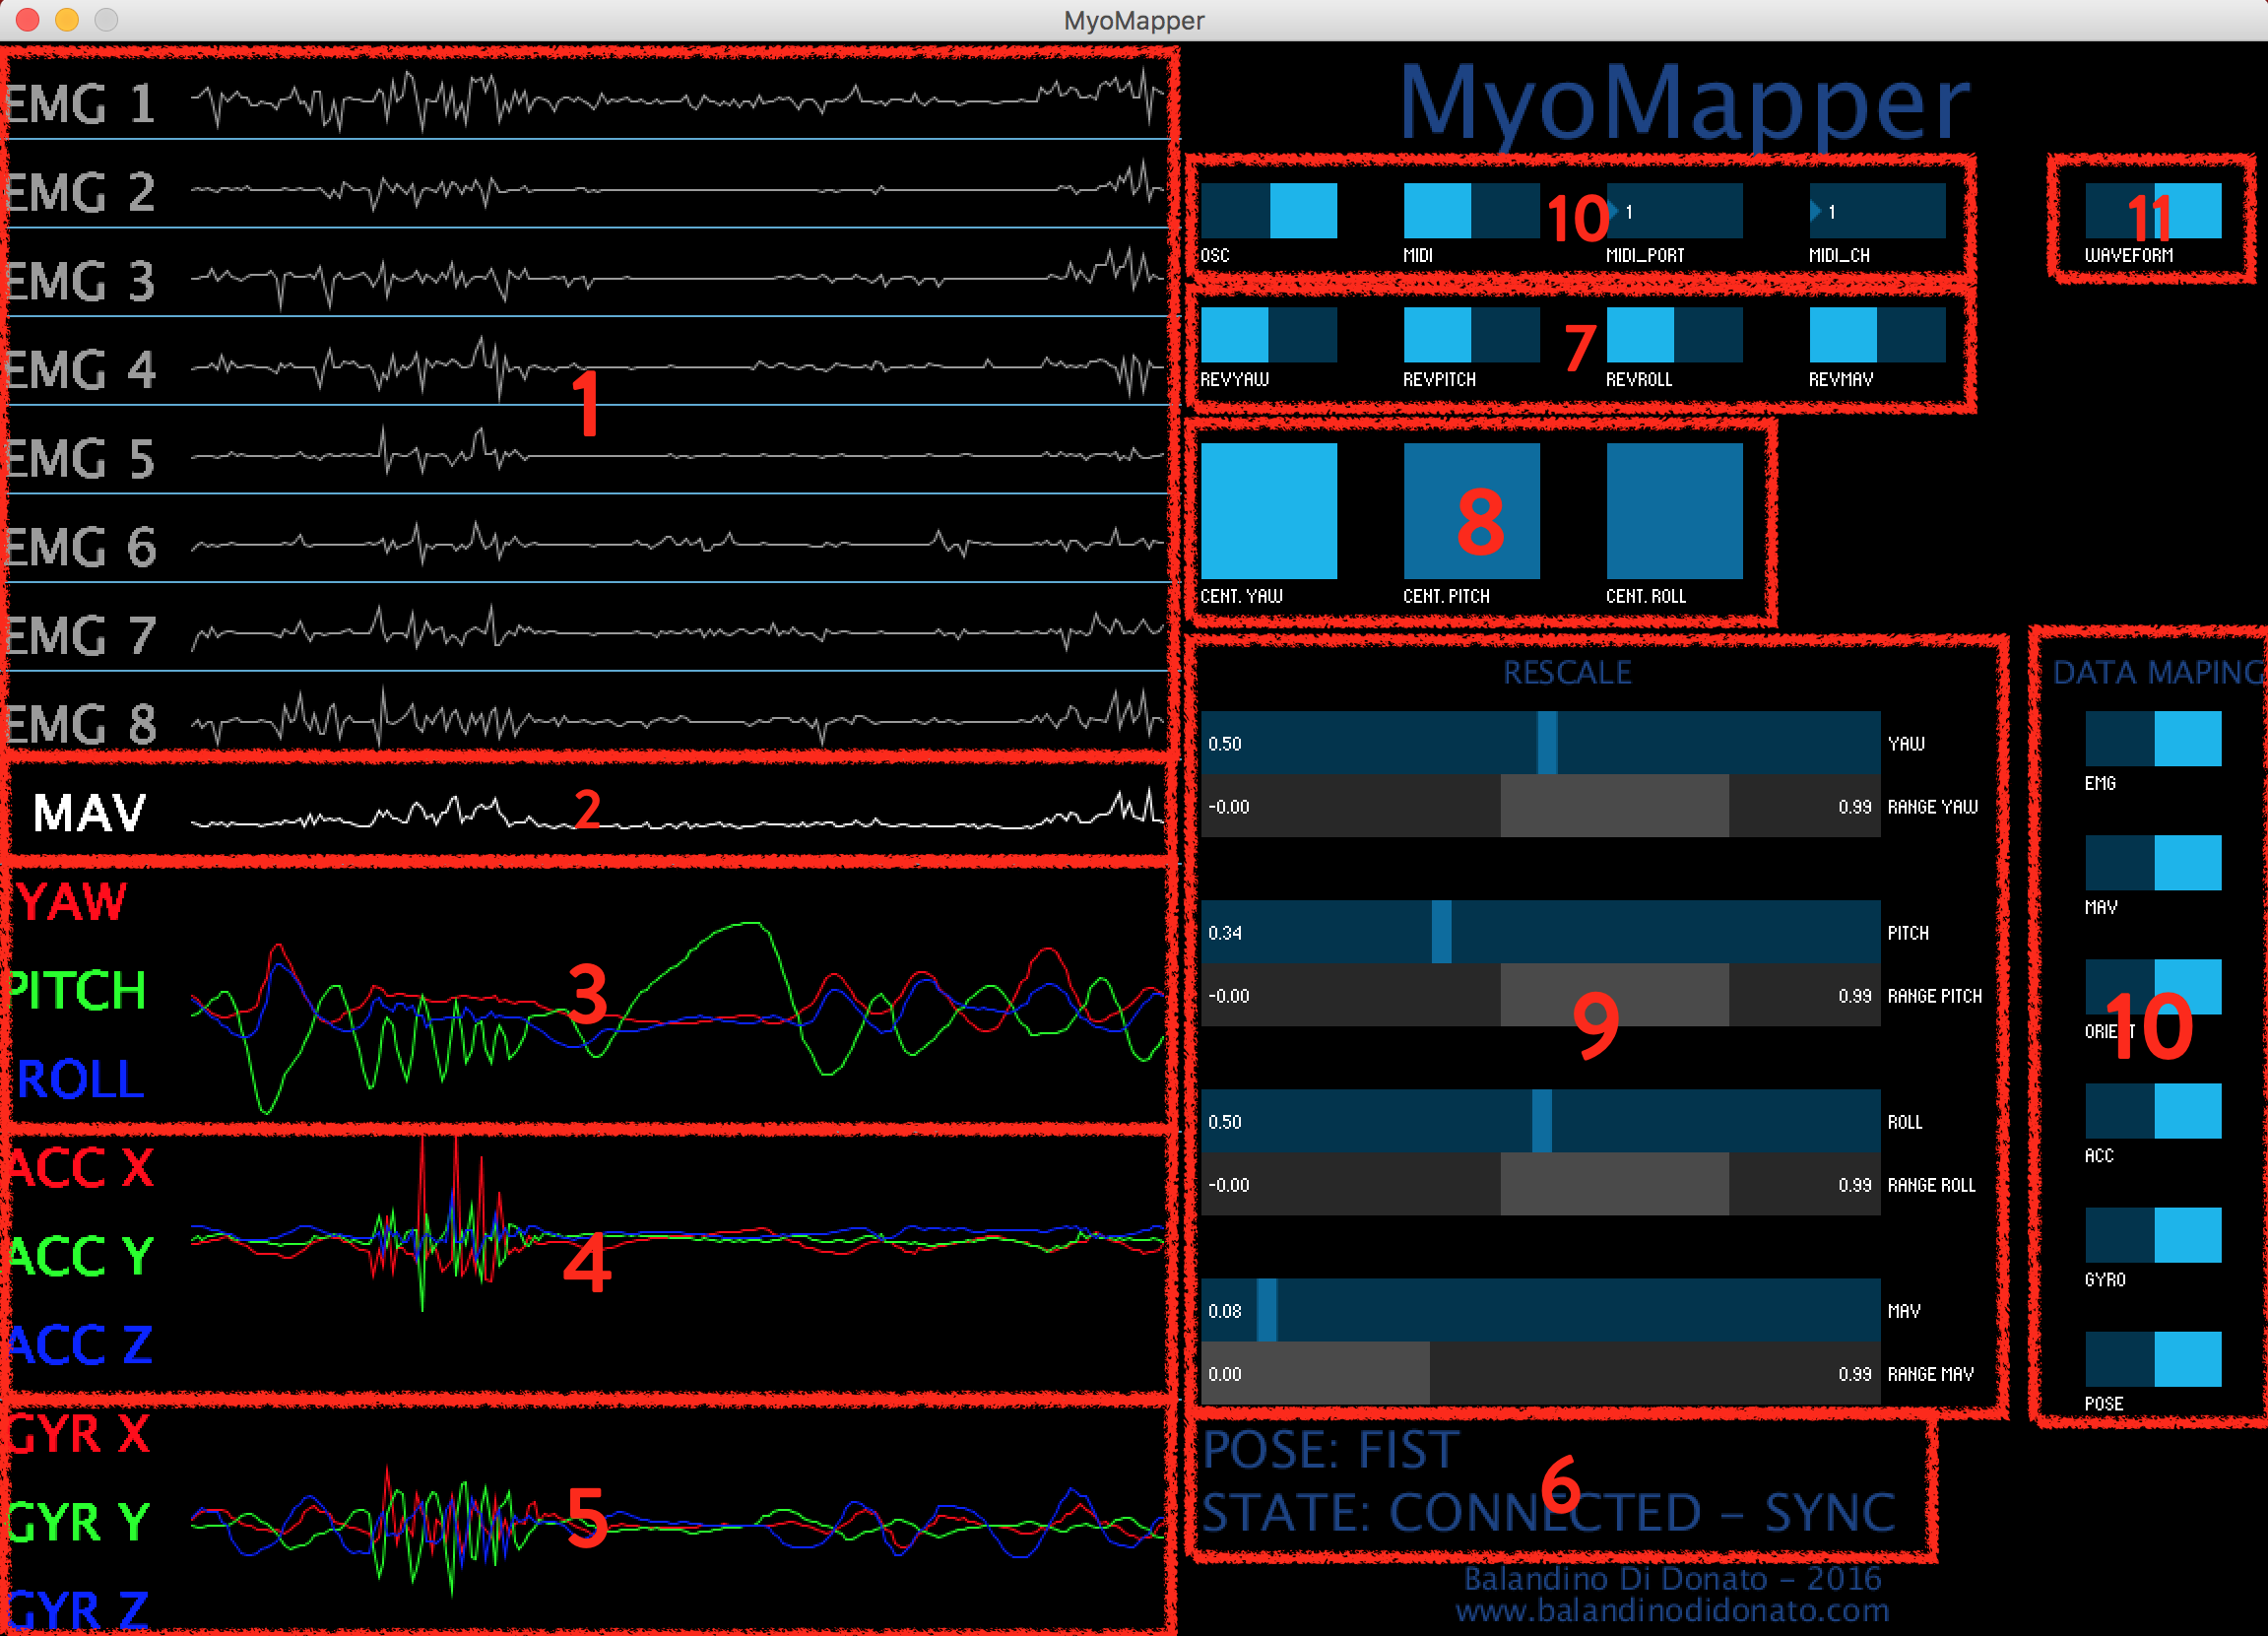 MyoMapper
EMG 1
EMG 2
EMG 3
EMG 4
EMG 5
EMG 6
EMG 7
EMG 8
1
MAV
2
YAW
PITCH
ROLL
3
ACC X
ACC Y
ACC Z
4
GYR X
GYR Y
GYR Z
5
MyoMapper
10
1
1
OSC
MIDI
MIDI_PORT
MIDI_CH
11
WAVEFORM
7
REVYAW
REVPITCH
REVROLL
REVMAV
8
CENT. YAW
CENT. PITCH
CENT. ROLL
RESCALE
0.50
YAW
-0.00
0.99
RANGE YAW
0.34
PITCH
-0.00
0.99
RANGE PITCH
9
0.50
ROLL
-0.00
0.99
RANGE ROLL
0.08
MAV
0.00
0.99
RANGE MAV
DATA MAPING
EMG
MAV
ORIENT
10
ACC
GYRO
POSE
POSE: FIST
6
STATE: CONNECTED - SYNC
Balandino Di Donato - 2016
www.balandinodidonato.com